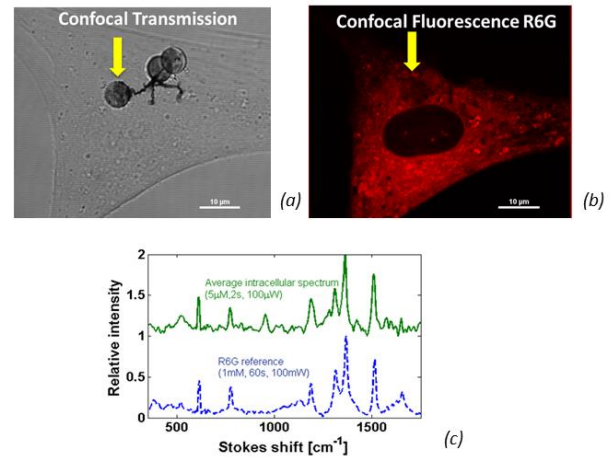 Confocal Transmission
10 µm
(a)
Confocal Fluorescence R6G
10 µm
(b)
2
1.5
1
0.5
0
Relative intensity
Average intracellular spectrum
(5µM,2s, 100µW)
R6G reference
(1mM, 60s, 100mW)
500
1000
1500
Stokes shift [cm-1]
(c)